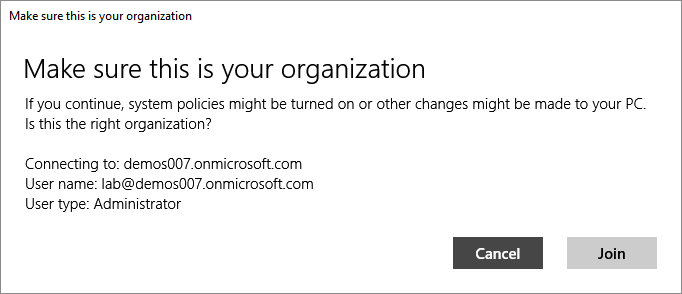 Make sure this is your organization
Make sure this is your organization
If you continue, system policies might be turned on or other changes might be made to your PC.
Is this the right organization?
Connecting to: demos007.onmicrosoft.com
User name: lab@demos007.onmicrosoft.com
User type: Administrator
Cancel
Join